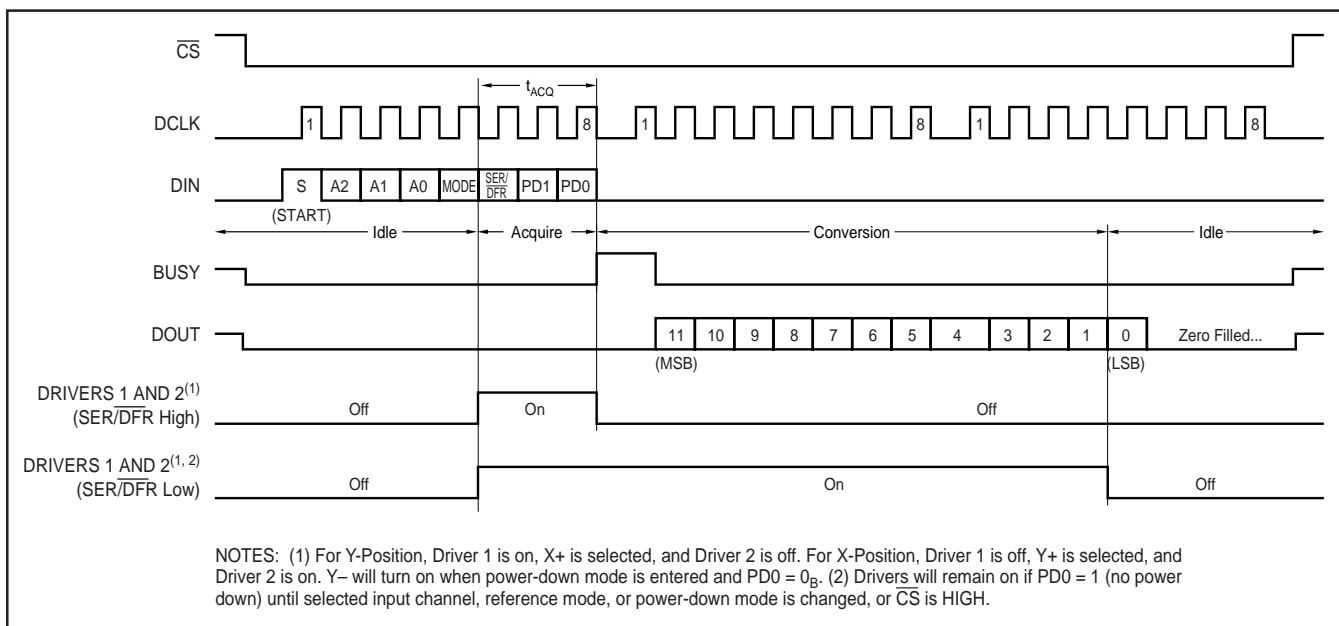 CS
tACQ
DCLK 1 8 1 8 1 8
DIN S A2 A1 A0 MODE SER/DFR PD1 PD0
(START)
Idle Acquire Conversion Idle
BUSY
DOUT 11 10 9 8 7 6 5 4 3 2 1 0 Zero Filled...
(MSB) (LSB)
DRIVERS 1 AND 2(1)
(SER/DFR High) Off On Off
DRIVERS 1 AND 2(1, 2)
(SER/DFR Low) Off On Off
NOTES: (1) For Y-Position, Driver 1 is on, X+ is selected, and Driver 2 is off. For X-Position, Driver 1 is off, Y+ is selected, and
Driver 2 is on. Y– will turn on when power-down mode is entered and PD0 = 0B. (2) Drivers will remain on if PD0 = 1 (no power
down) until selected input channel, reference mode, or power-down mode is changed, or CS is HIGH.